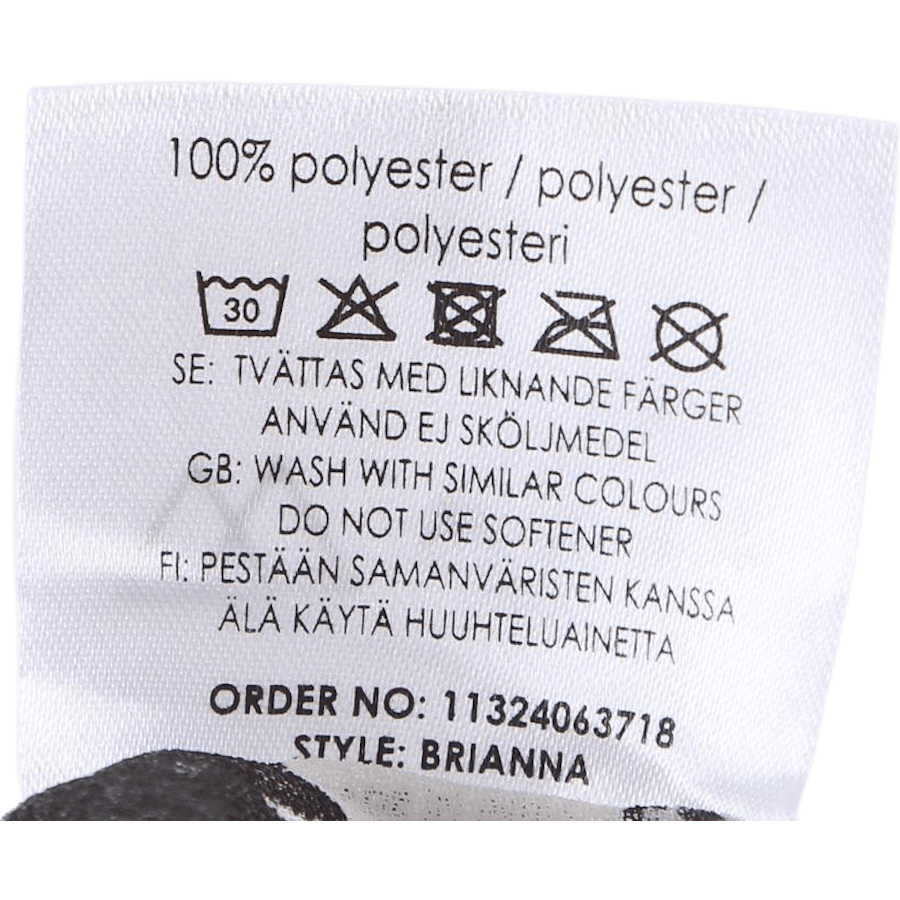 100% polyester / polyester /
polyesteri
30
SE: TVÄTTAS MED LIKNANDE FÄRGER
ANVÄND EJ SKÖLJMEDEL
GB: WASH WITH SIMILAR COLOURS
DO NOT USE SOFTENER
FI: PESTÄÄN SAMANVÄRISTEN KANSSA
ÄLÄ KÄYTÄ HUUHTELUAINETTA
ORDER NO: 11324063718
STYLE: BRIANNA